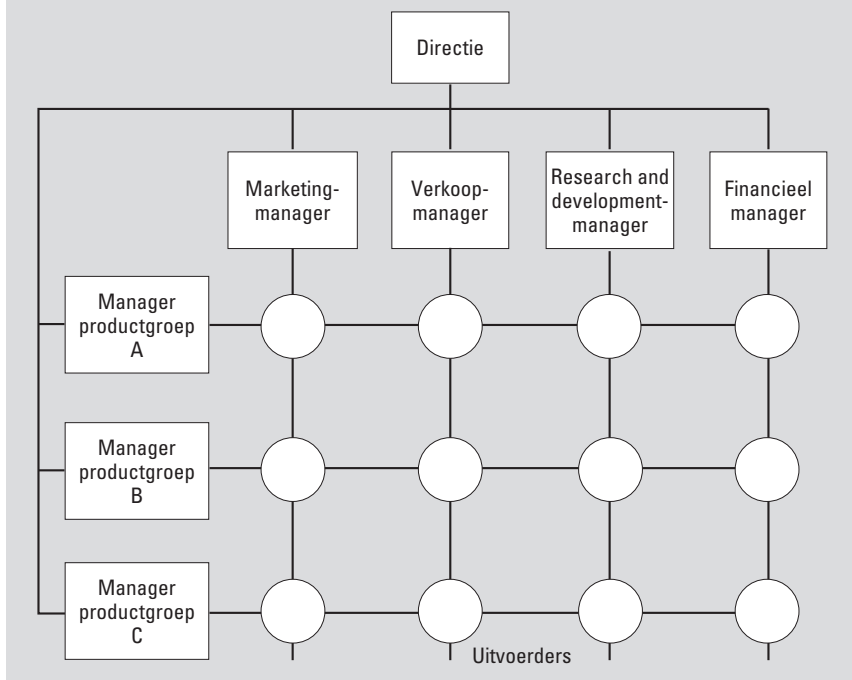 Directie
Marketing-
manager
Verkoop-
manager
Research and
development-
manager
Financieel
manager
Manager
productgroep
A
Manager
productgroep
B
Manager
productgroep
C
Uitvoerders